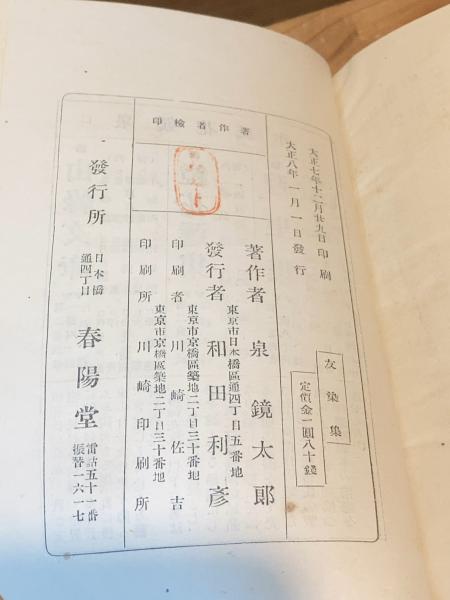 友染集
定價金一圓八十錢
大正七年十二月廿九日印刷
大正八年一月一日發行
著作者 泉鏡太郎
東京市日本橋區通四丁目五番地
發行者 和田利彦
東京市京橋區築地二丁目三十番地
印刷者 川崎佐吉
東京市京橋區築地二丁目三十番地
印刷所 川崎印刷所
著作者檢印
發行所
日本橋
通四丁目
春陽堂
電話五十一番
振替一六一七